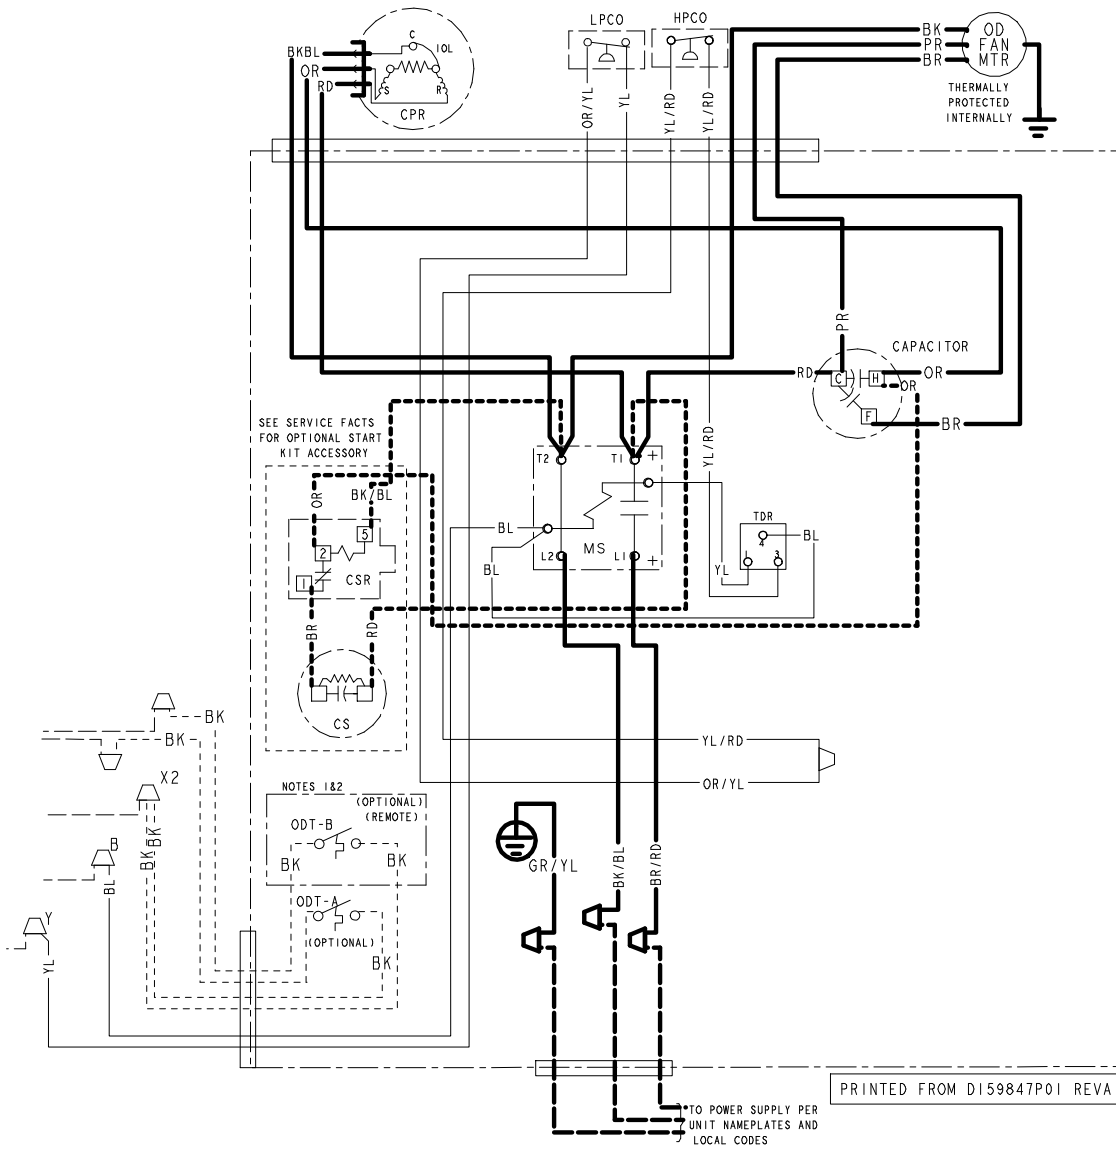 LPCO
HPCO
BK
PR
BR
OD
FAN
MTR
THERMALLY
PROTECTED
INTERNALLY
BKBL
OR
RD
C
IOL
S
R
CPR
OR/YL
YL
YL/RD
YL/RD
PR
CAPACITOR
RD
C
H
OR
OR
F
BR
SEE SERVICE FACTS
FOR OPTIONAL START
KIT ACCESSORY
OR
BK/BL
5
2
1
CSR
BR
RD
CS
T2
T1
+
YL/RD
BL
MS
L2
L1
+
BL
YL
TDR
4
1
3
BL
BK
BK
X2
BK
BK
B
BL
Y
YL
YL/RD
OR/YL
NOTES 1&2
(OPTIONAL)
(REMOTE)
ODT-B
BK
BK
ODT-A
(OPTIONAL)
BK
GR/YL
BK/BL
BR/RD
PRINTED FROM D159847P01 REVA
TO POWER SUPPLY PER
UNIT NAMEPLATES AND
LOCAL CODES